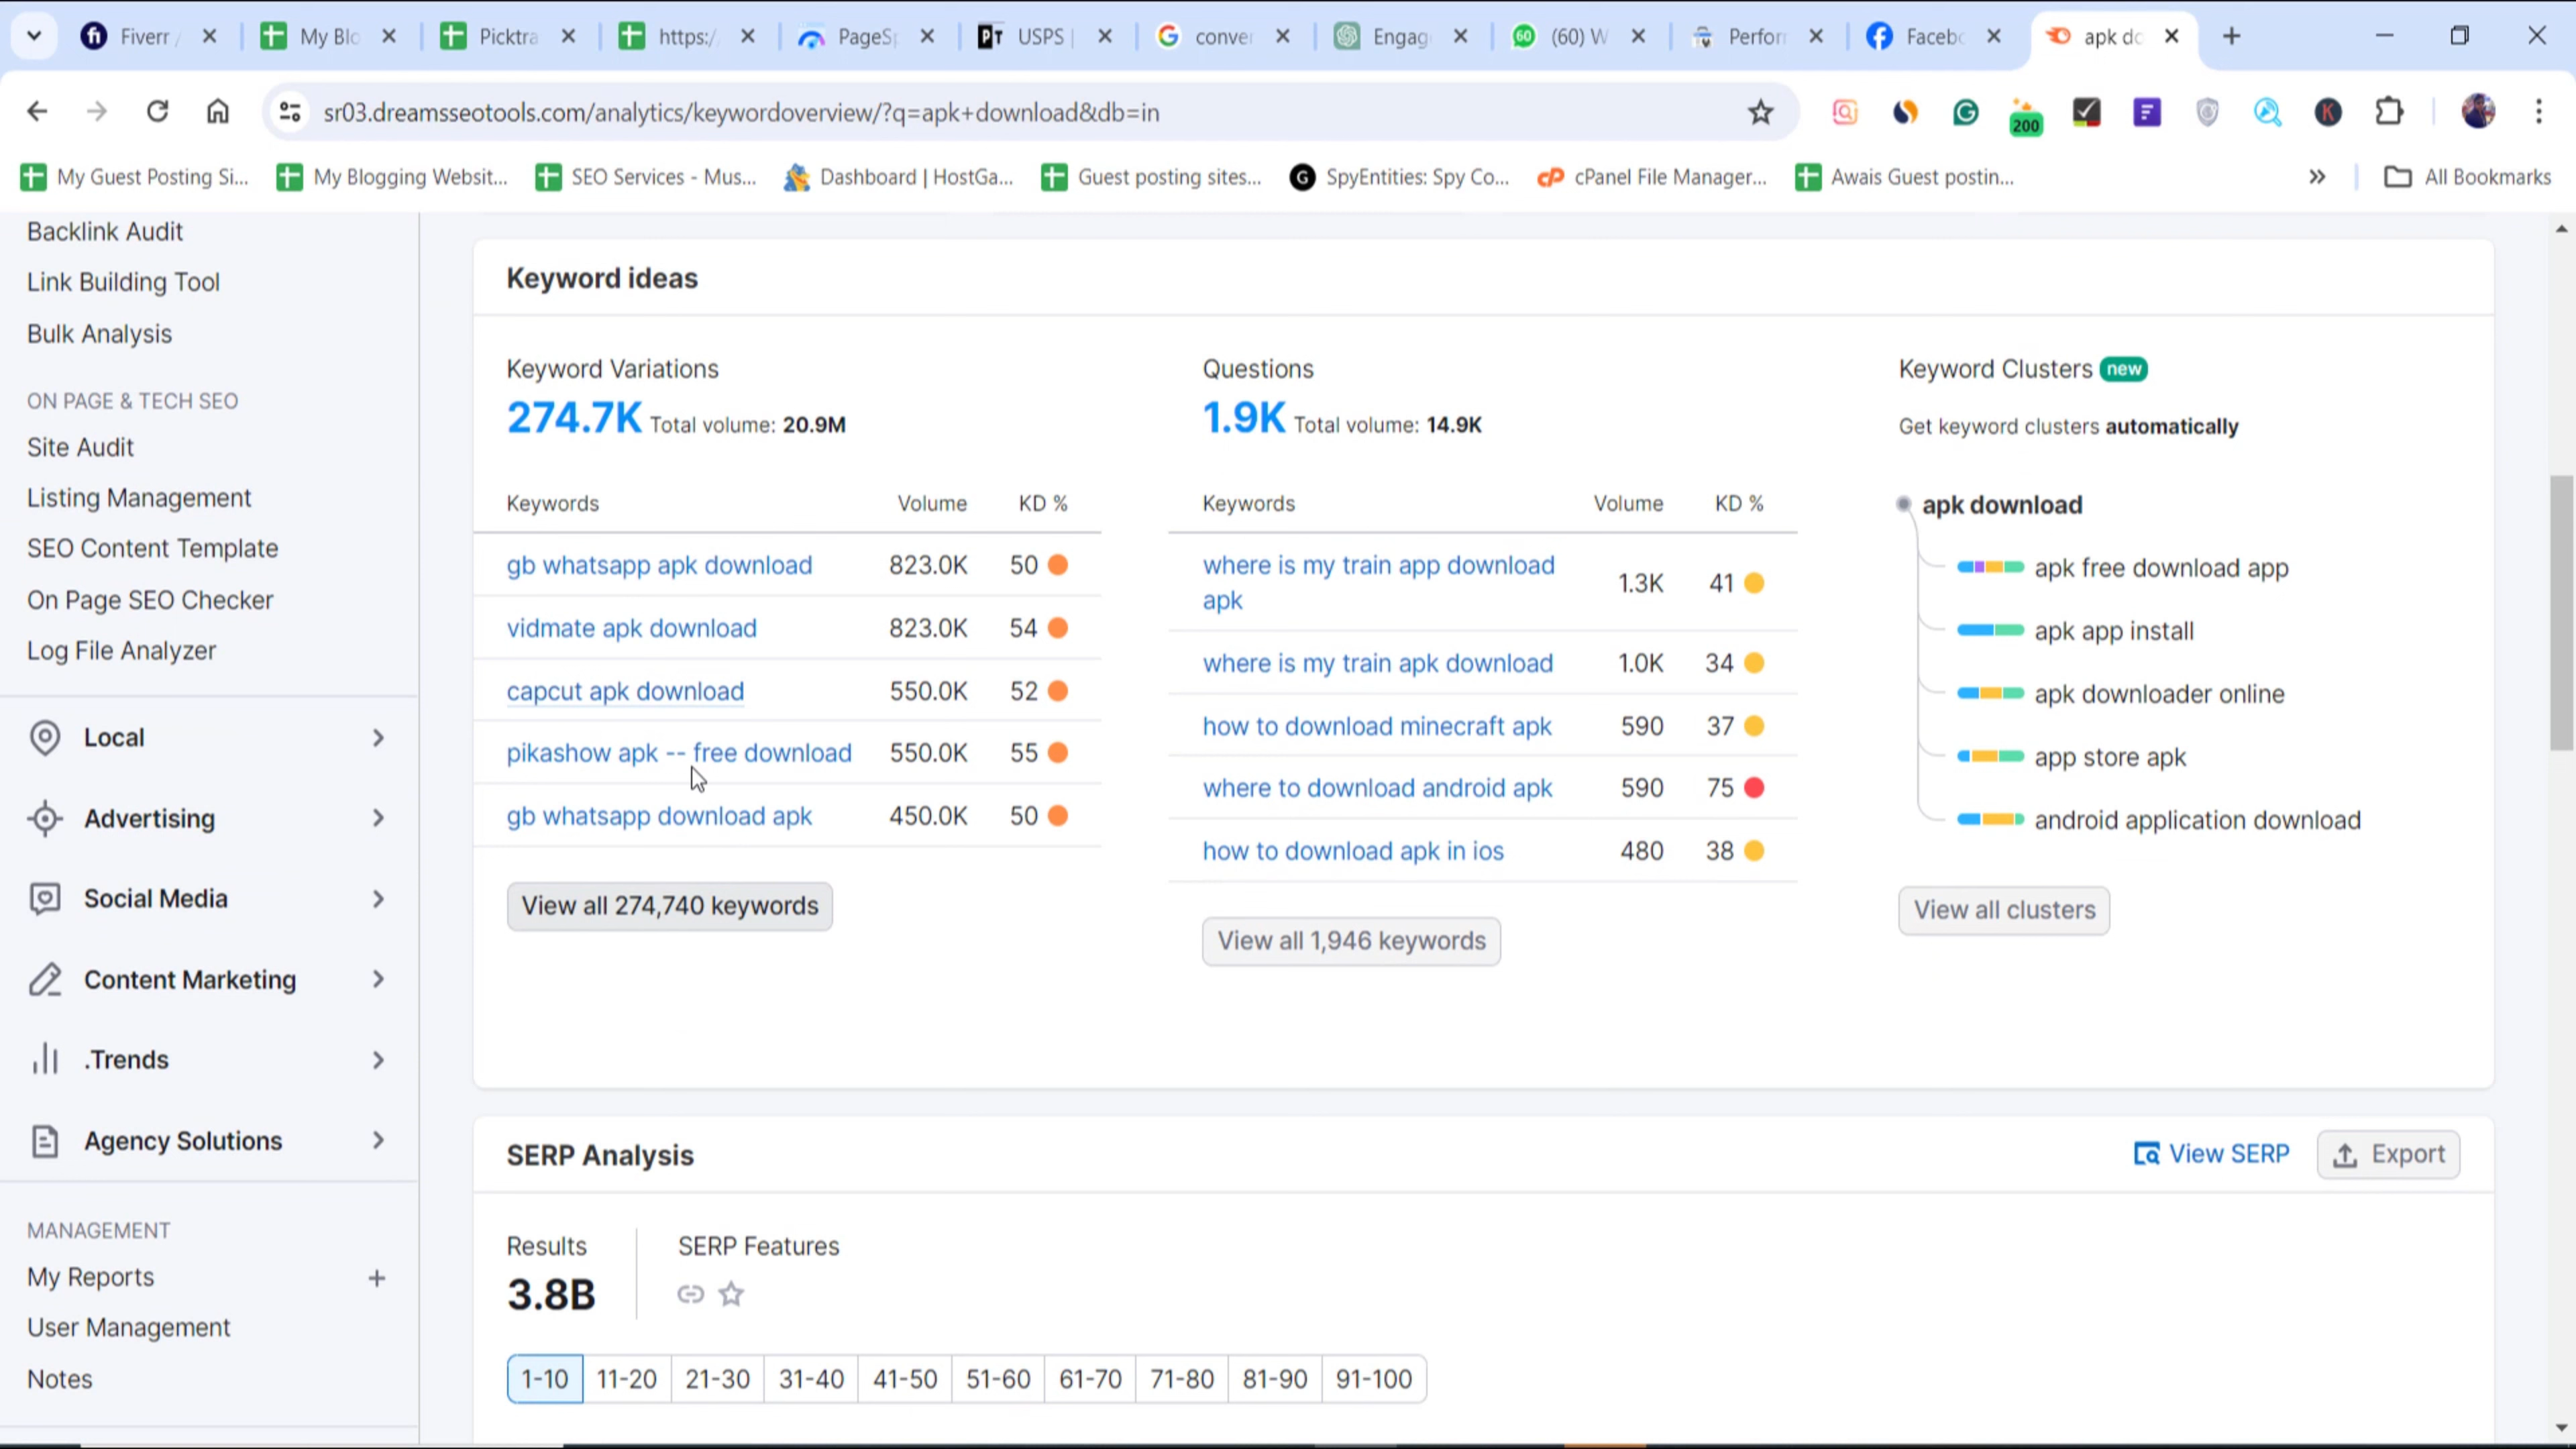 Fiverr /
My Blo
Picktra
https:/
PageSp
PT
USPS |
conver
Engag
60
(60) W
Perfor
Facebo
apk do
sr03.dreamsseotools.com/analytics/keywordoverview/?q=apk+download&db=in
200
K
My Guest Posting Si...
My Blogging Websit...
SEO Services - Mus...
Dashboard | HostGa...
Guest posting sites...
G
SpyEntities: Spy Co...
cP
cPanel File Manager...
Awais Guest postin...
All Bookmarks
Backlink Audit
Link Building Tool
Bulk Analysis
ON PAGE & TECH SEO
Site Audit
Listing Management
SEO Content Template
On Page SEO Checker
Log File Analyzer
Local
Advertising
Social Media
Content Marketing
.Trends
Agency Solutions
MANAGEMENT
My Reports +
User Management
Notes
Keyword ideas
Keyword Variations
274.7K Total volume: 20.9M
Keywords Volume KD %
gb whatsapp apk download 823.0K 50
vidmate apk download 823.0K 54
capcut apk download 550.0K 52
pikashow apk -- free download 550.0K 55
gb whatsapp download apk 450.0K 50
View all 274,740 keywords
Questions
1.9K Total volume: 14.9K
Keywords Volume KD %
where is my train app download
apk 1.3K 41
where is my train apk download 1.0K 34
how to download minecraft apk 590 37
where to download android apk 590 75
how to download apk in ios 480 38
View all 1,946 keywords
Keyword Clusters new
Get keyword clusters automatically
apk download
apk free download app
apk app install
apk downloader online
app store apk
android application download
View all clusters
SERP Analysis
View SERP
Export
Results
3.8B
SERP Features
1-10 11-20 21-30 31-40 41-50 51-60 61-70 71-80 81-90 91-100